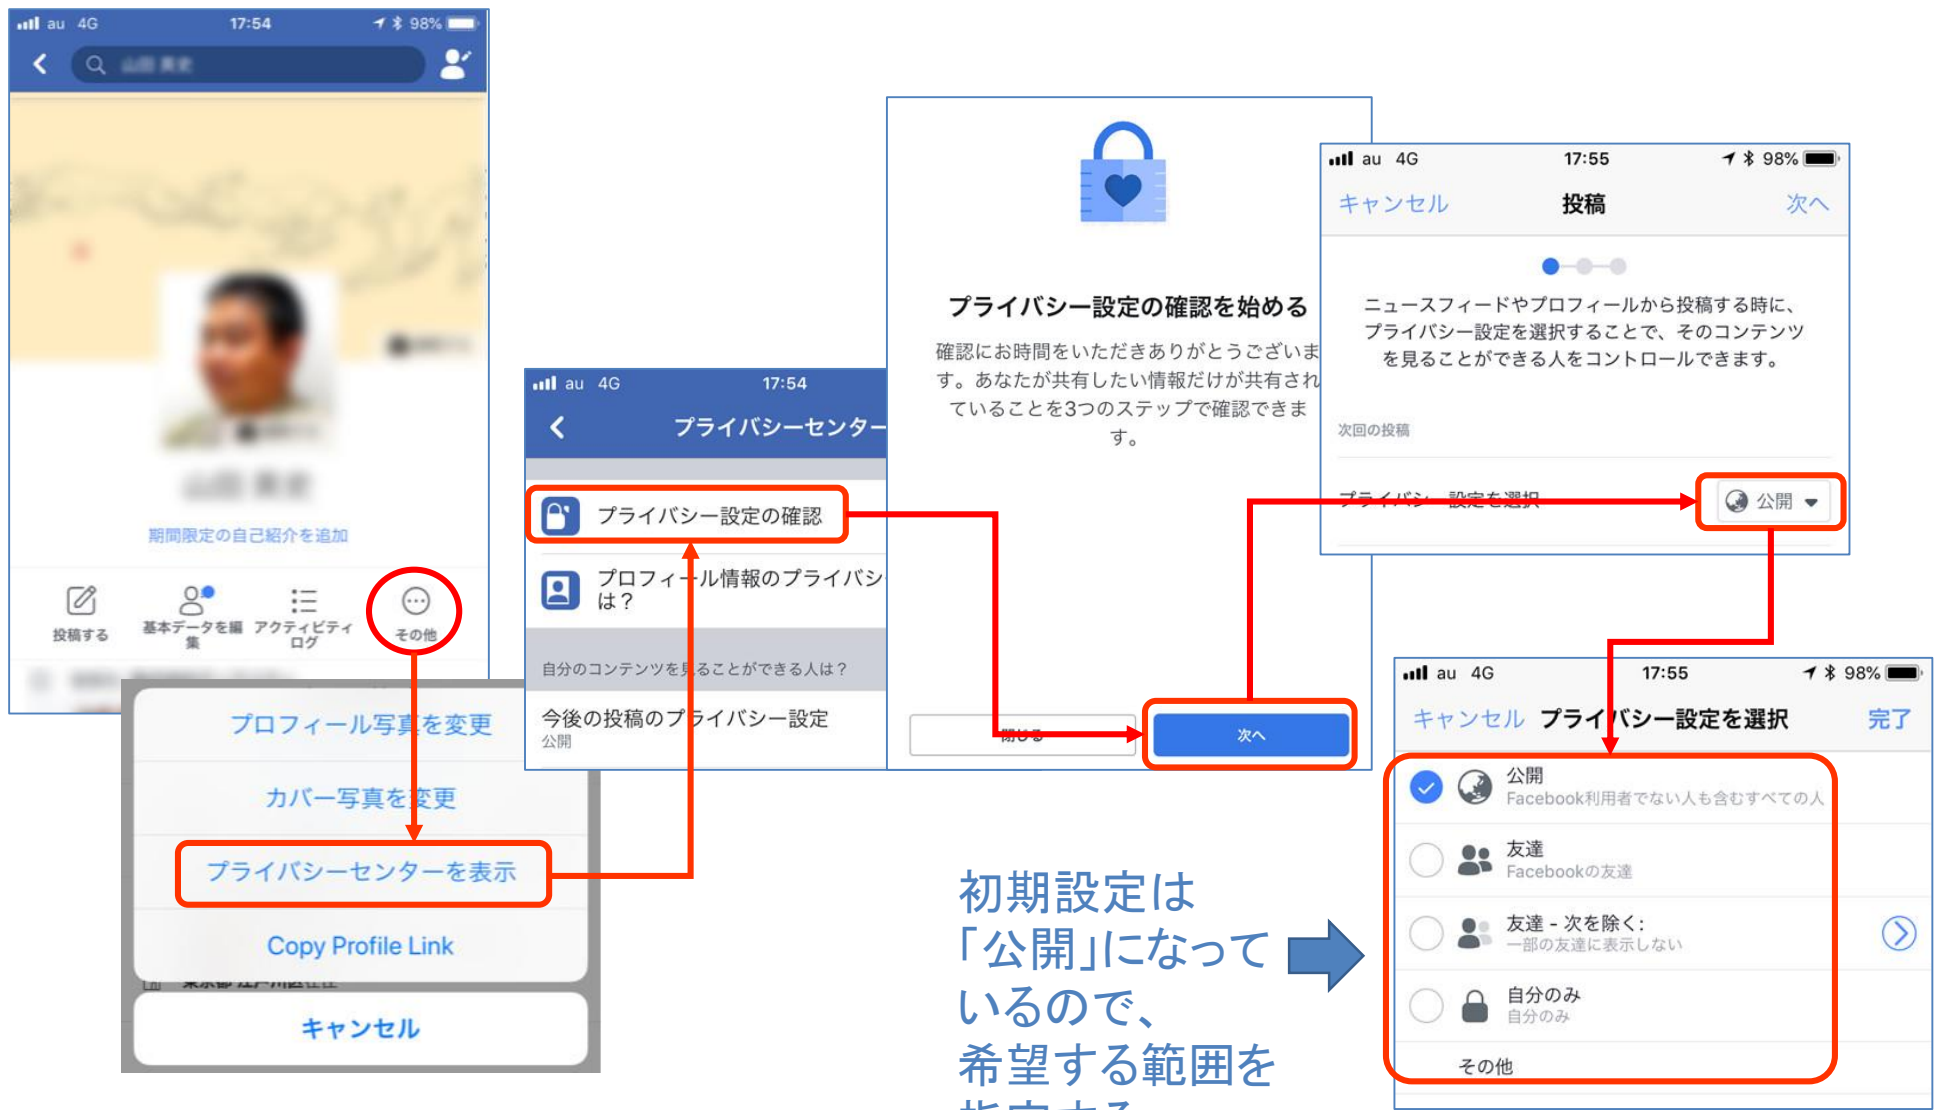 au 4G 17:54 98%
期間限定の自己紹介を追加
投稿する
基本データを編
集
アクティビティ
ログ
その他
プロフィール写真を変更
カバー写真を変更
プライバシーセンターを表示
Copy Profile Link
キャンセル
au 4G 17:54
プライバシーセンター
プライバシー設定の確認
プロフィール情報のプライバシ
は?
自分のコンテンツを見ることができる人は?
今後の投稿のプライバシー設定
公開
プライバシー設定の確認を始める
確認にお時間をいただきありがとうございま
す。あなたが共有したい情報だけが共有され
ていることを3つのステップで確認できま
す。
閉じる
次へ
au 4G 17:55 98%
キャンセル 投稿 次へ
ニュースフィードやプロフィールから投稿する時に、
プライバシー設定を選択することで、そのコンテンツ
を見ることができる人をコントロールできます。
次回の投稿
プライバシー設定を選択 公開
au 4G 17:55 98%
キャンセル プライバシー設定を選択 完了
公開
Facebook利用者でない人も含むすべての人
友達
Facebookの友達
友達 - 次を除く:
一部の友達に表示しない
自分のみ
自分のみ
その他
初期設定は
「公開」になって
いるので、
希望する範囲を